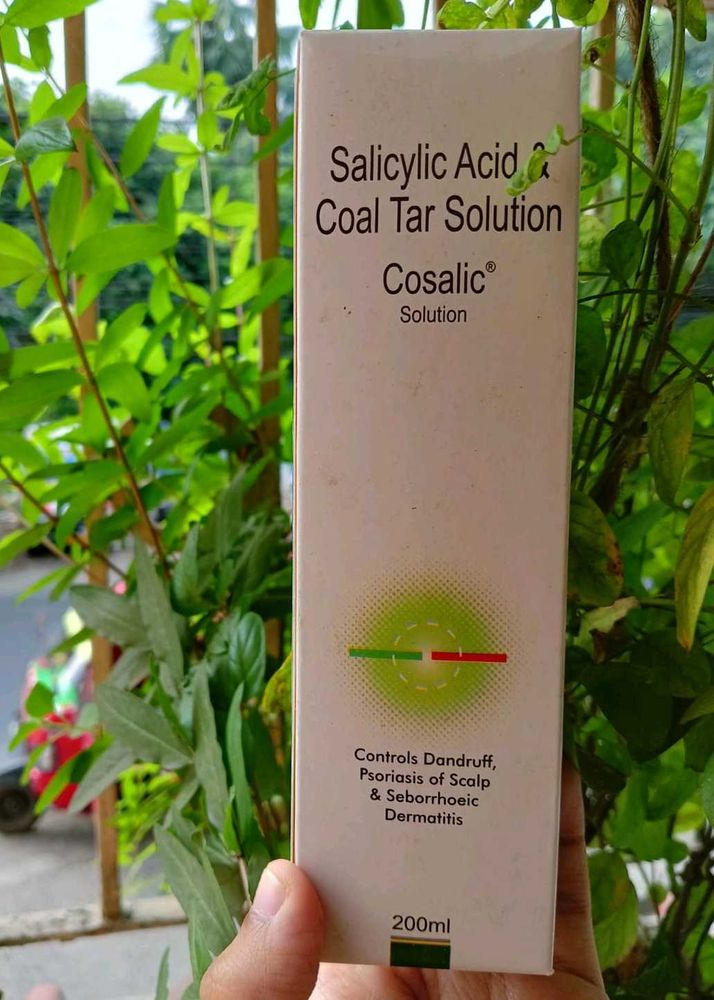 Salicylic Acid &
Coal Tar Solution
Cosalic®
Solution
Controls Dandruff,
Psoriasis of Scalp
& Seborrhoeic
Dermatitis
200ml